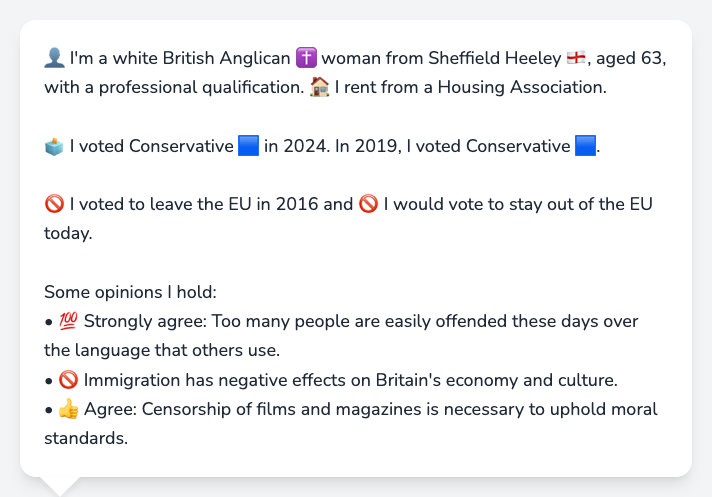 👤 I'm a white British Anglican ✝️ woman from Sheffield Heeley 🏴󠁧󠁢󠁥󠁮󠁧󠁿, aged 63,
with a professional qualification. 🏠 I rent from a Housing Association.
🗳️ I voted Conservative 🟦 in 2024. In 2019, I voted Conservative 🟦.
🚫 I voted to leave the EU in 2016 and 🚫 I would vote to stay out of the EU
today.
Some opinions I hold:
• 💯 Strongly agree: Too many people are easily offended these days over
the language that others use.
• 🚫 Immigration has negative effects on Britain's economy and culture.
• 👍 Agree: Censorship of films and magazines is necessary to uphold moral
standards.